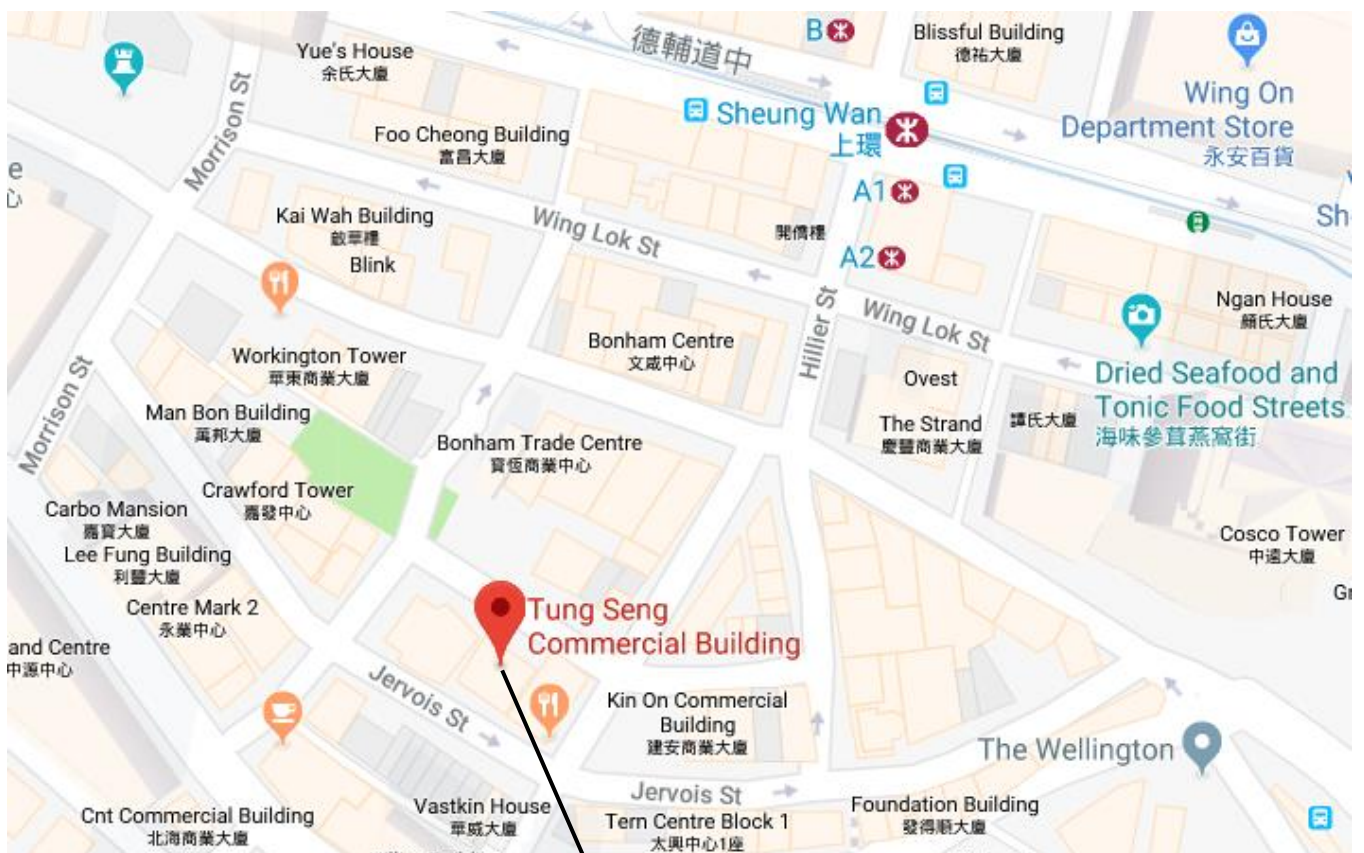 B
Blissful Building
德祐大廈
德輔道中
Yue's House
余氏大廈
Wing On
Department Store
永安百貨
Morrison St
Sheung Wan
上環
Foo Cheong Building
富昌大廈
e
心
A1
Sh
Kai Wah Building
啟華樓
Blink
Wing Lok St
開僑樓
A2
Hillier St
Wing Lok St
Ngan House
顏氏大廈
Bonham Centre
文咸中心
Workington Tower
華東商業大廈
Ovest
Dried Seafood and
Tonic Food Streets
海味參茸燕窩街
Morrison St
Man Bon Building
萬邦大廈
The Strand
慶豐商業大廈
譚氏大廈
Bonham Trade Centre
寶恆商業中心
Crawford Tower
嘉發中心
Carbo Mansion
嘉寶大廈
Lee Fung Building
利豐大廈
Cosco Tower
中遠大廈
Gr
Centre Mark 2
永業中心
Tung Seng
Commercial Building
and Centre
中源中心
Jervois St
Kin On Commercial
Building
建安商業大廈
The Wellington
Jervois St
Cnt Commercial Building
北海商業大廈
Vastkin House
華威大廈
Tern Centre Block 1
太興中心1座
Foundation Building
發得順大廈